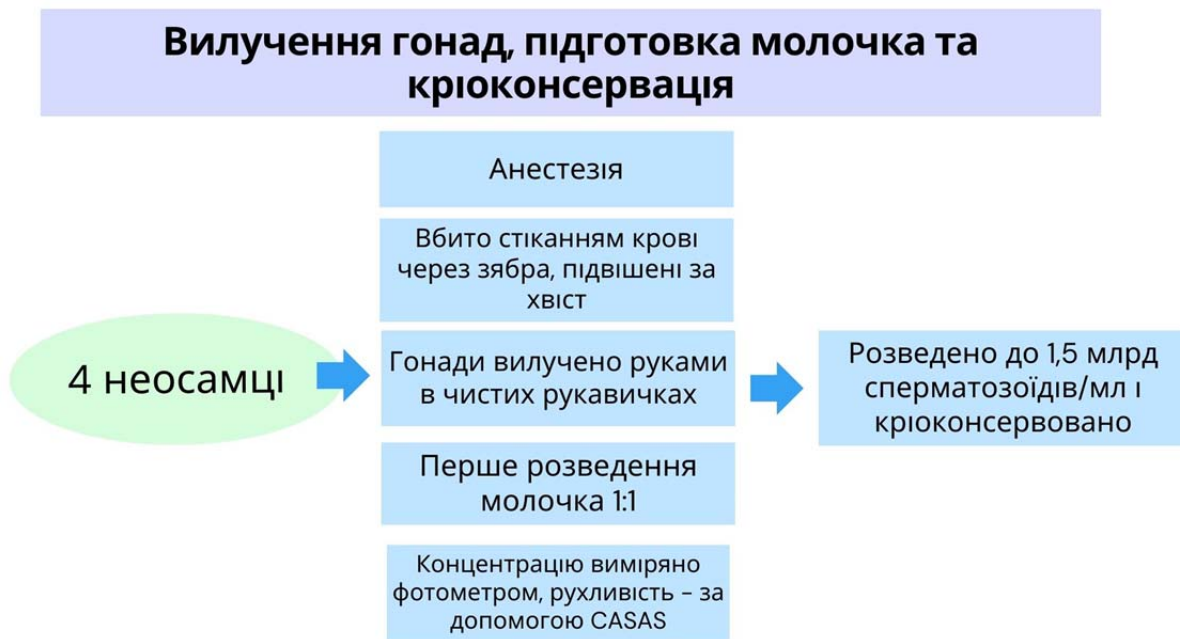 Вилучення гонад, підготовка молочка та
кріоконсервація
Анестезія
Вбито стіканням крові
через зябра, підвішені за
хвіст
4 неосамці
Гонади вилучено руками
в чистих рукавичках
Розведено до 1,5 млрд
сперматозоїдів/мл і
кріоконсервовано
Перше розведення
молочка 1:1
Концентрацію виміряно
фотометром, рухливість – за
допомогою CASAS